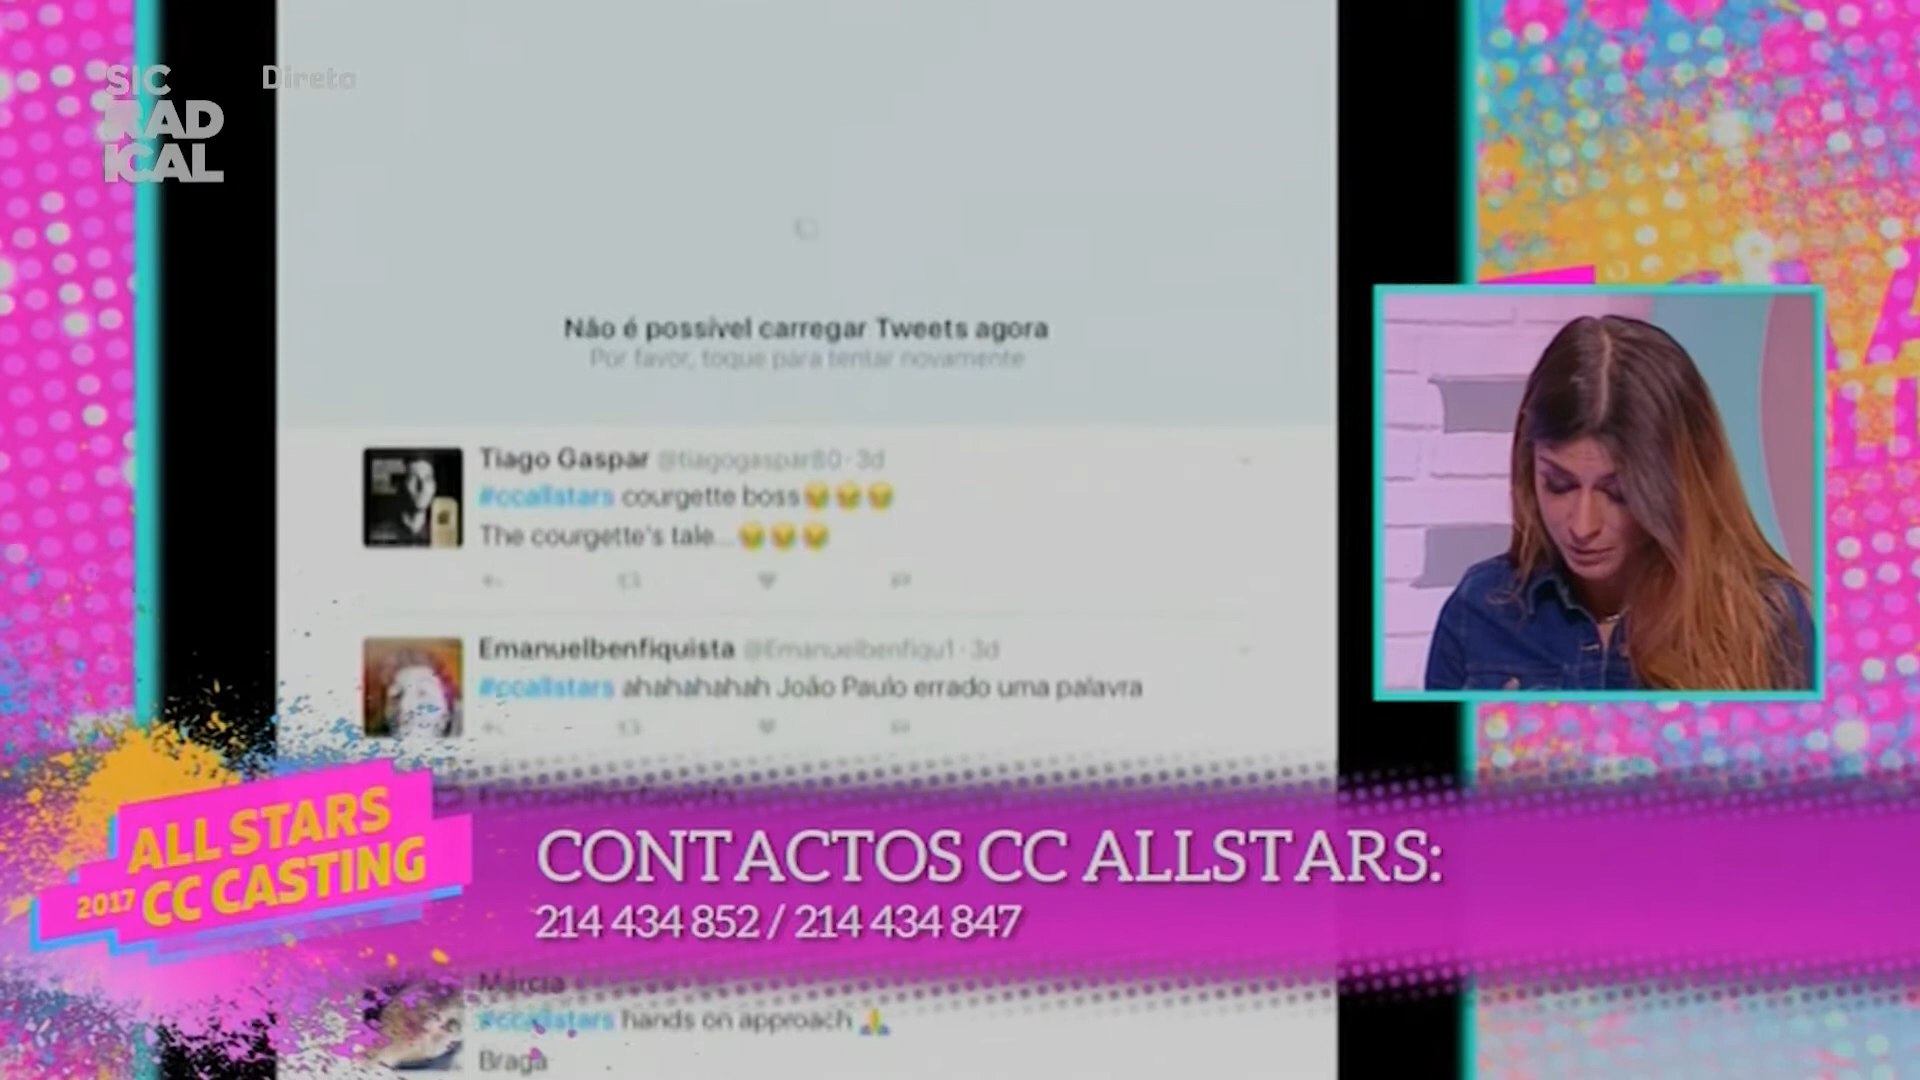 SIC
RAD
ICAL
Direto
Não é possível carregar Tweets agora
Por favor, toque para tentar novamente
Tiago Gaspar @tiagogaspar80 · 3d
#ccallstars courgette boss😂😂😂
The courgette's tale...😂😂😂
Emanuelbenfiquista @Emanuelbenfiqu1 · 3d
#ccallstars ahahahahah João Paulo errado uma palavra
ALL STARS
2017 CC CASTING
CONTACTOS CC ALLSTARS:
214 434 852 / 214 434 847
Márcia
#ccallstars hands on approach 🙏
Braga